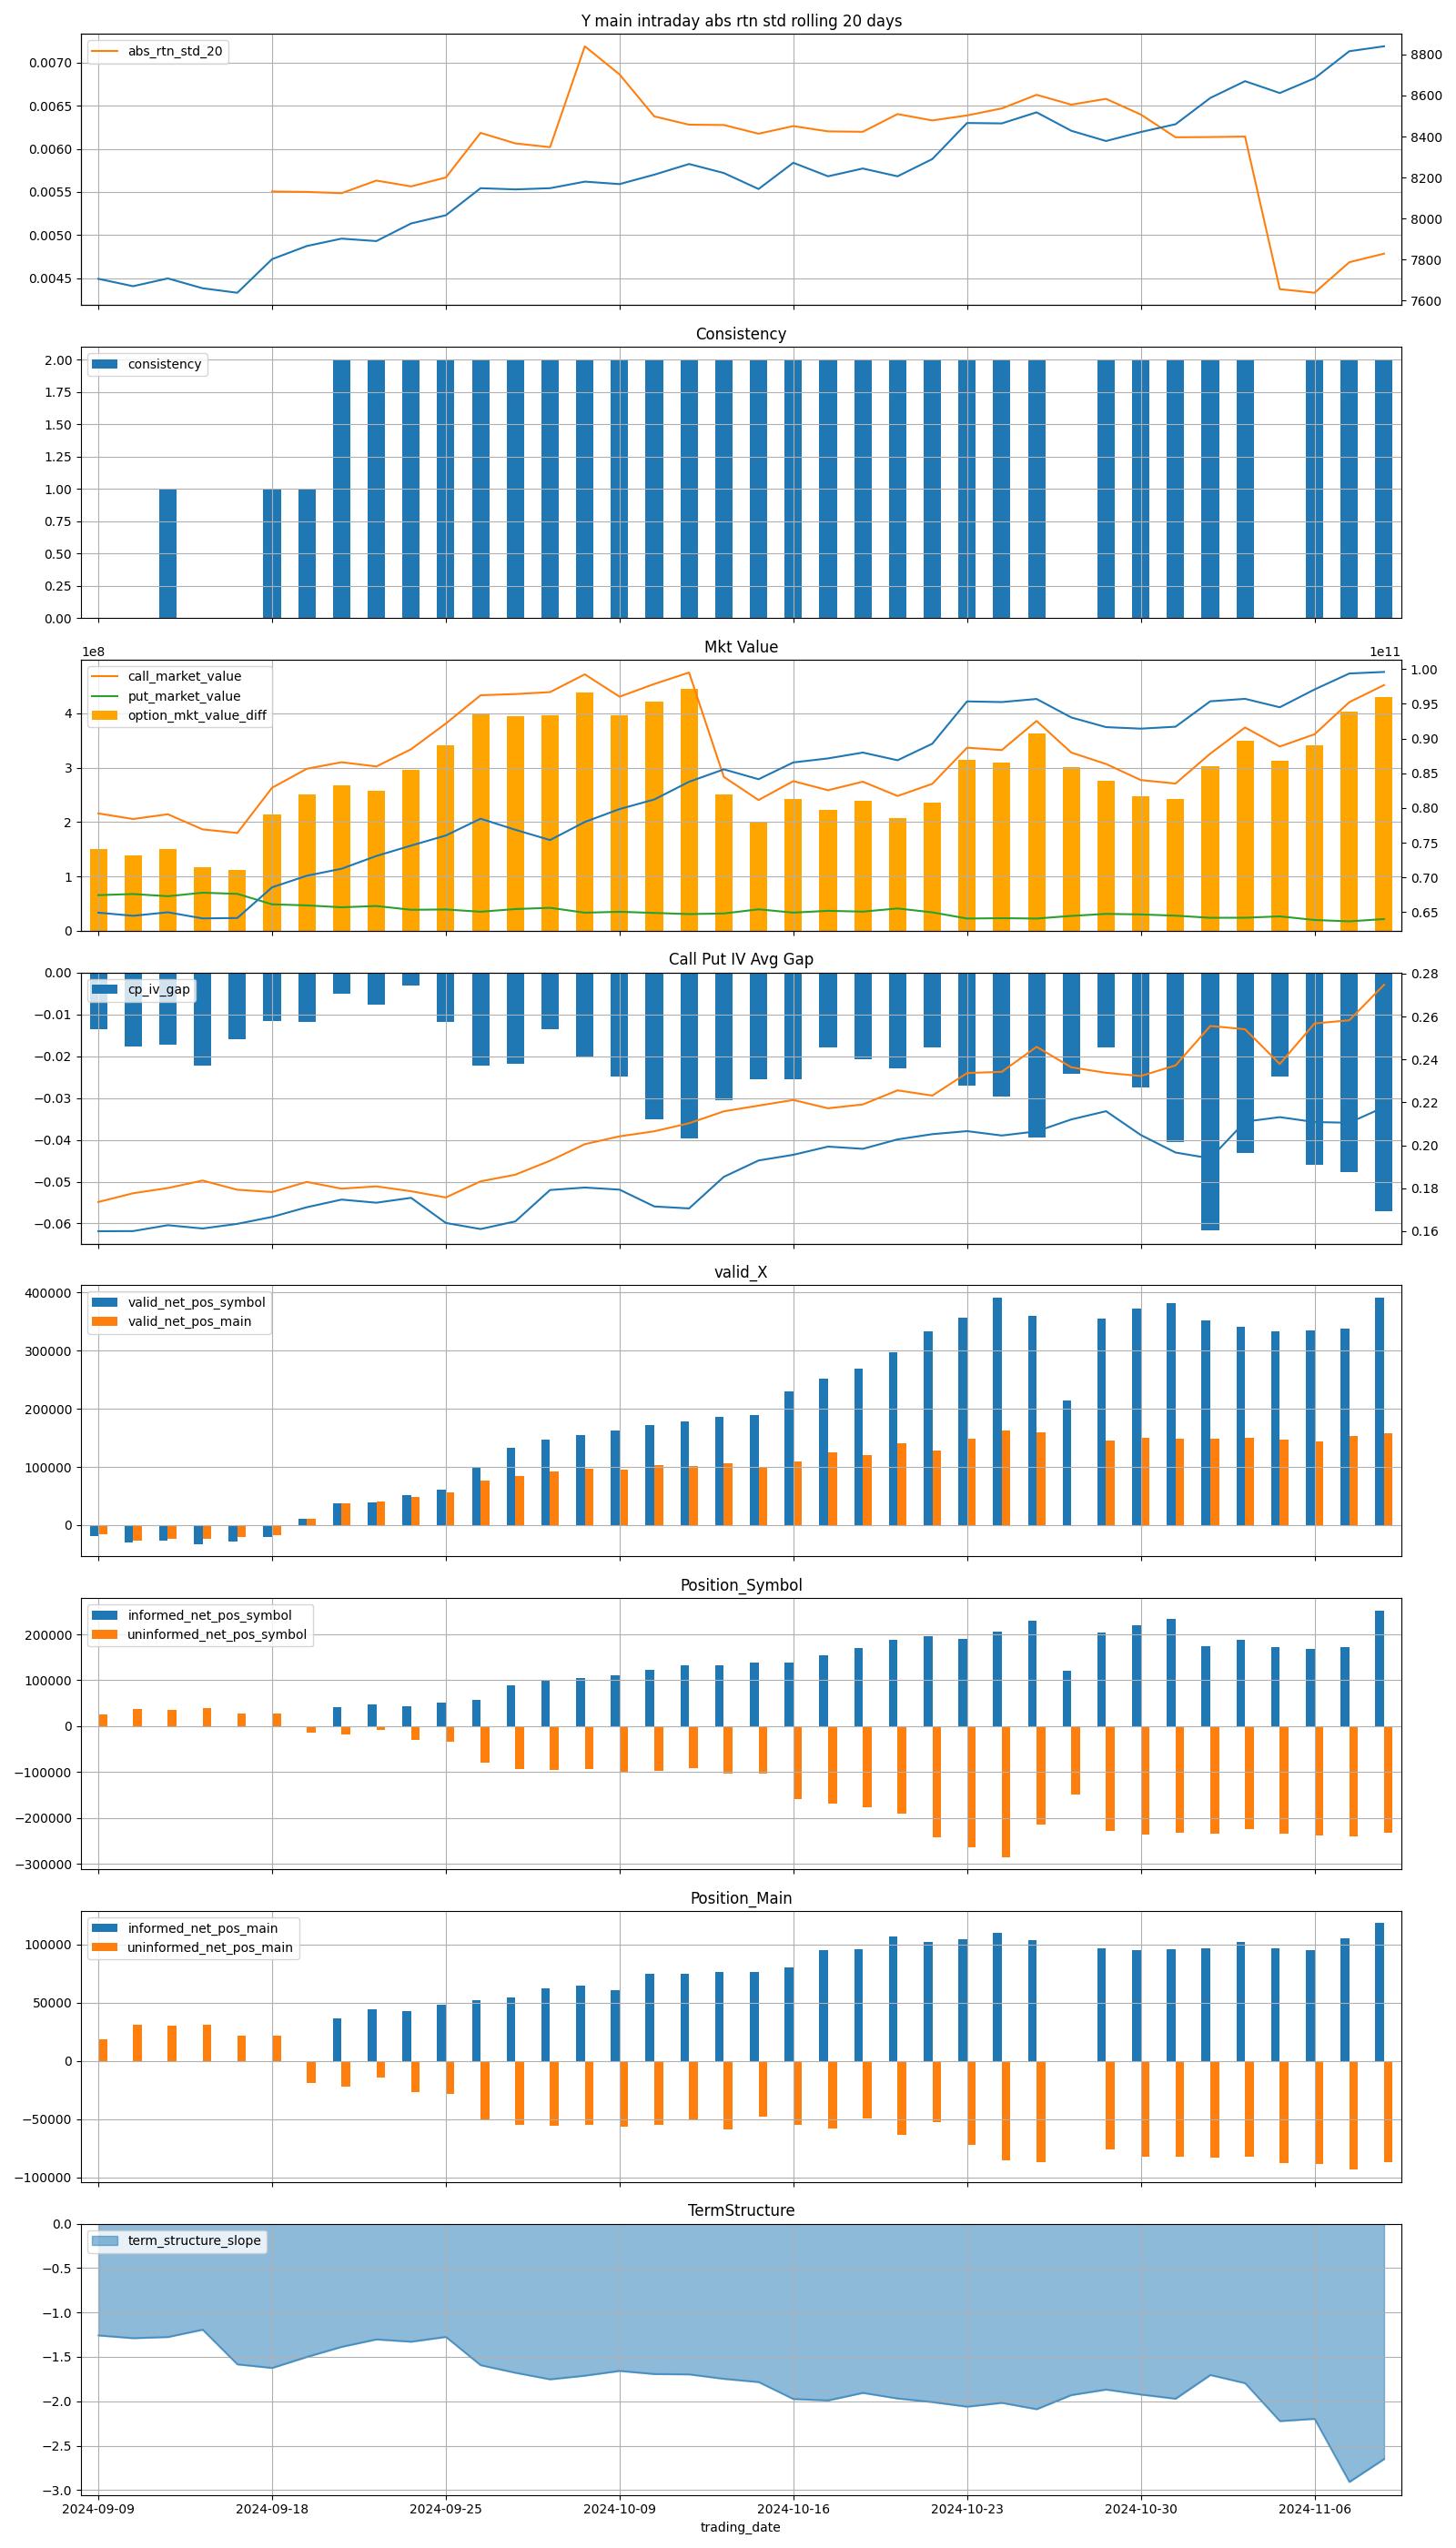 Y main intraday abs rtn std rolling 20 days
abs_rtn_std_20
0.0070
0.0065
0.0060
0.0055
0.0050
0.0045
8800
8600
8400
8200
8000
7800
7600
Consistency
consistency
2.00
1.75
1.50
1.25
1.00
0.75
0.50
0.25
0.00
Mkt Value
1e8
1e11
call_market_value
put_market_value
option_mkt_value_diff
4
3
2
1
0
1.00
0.95
0.90
0.85
0.80
0.75
0.70
0.65
Call Put IV Avg Gap
cp_iv_gap
0.00
−0.01
−0.02
−0.03
−0.04
−0.05
−0.06
0.28
0.26
0.24
0.22
0.20
0.18
0.16
valid_X
valid_net_pos_symbol
valid_net_pos_main
400000
300000
200000
100000
0
Position_Symbol
informed_net_pos_symbol
uninformed_net_pos_symbol
200000
100000
0
−100000
−200000
−300000
Position_Main
informed_net_pos_main
uninformed_net_pos_main
100000
50000
0
−50000
−100000
TermStructure
term_structure_slope
0.0
−0.5
−1.0
−1.5
−2.0
−2.5
−3.0
2024-09-09 2024-09-18 2024-09-25 2024-10-09 2024-10-16 2024-10-23 2024-10-30 2024-11-06
trading_date